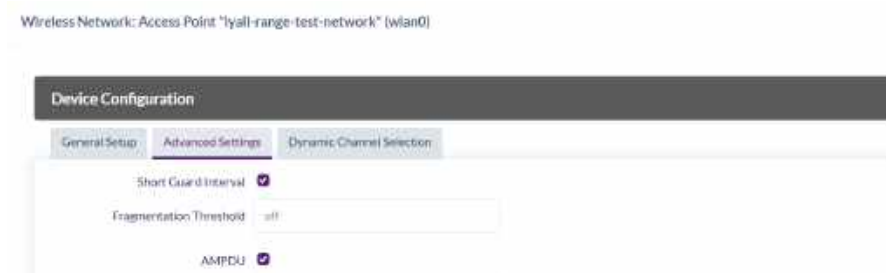 Wireless Network: Access Point "lyall-range-test-network" (wlan0)
Device Configuration
General Setup Advanced Settings Dynamic Channel Selection
Short Guard Interval
Fragmentation Threshold off
AMPDU